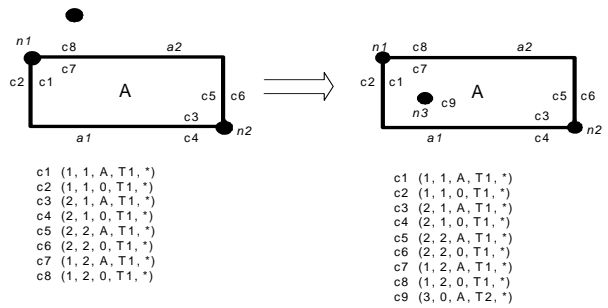 n1 c8 a2
c7
c2 c1 A c5 c6
c3
a1 c4 n2
c1 (1, 1, A, T1, *)
c2 (1, 1, 0, T1, *)
c3 (2, 1, A, T1, *)
c4 (2, 1, 0, T1, *)
c5 (2, 2, A, T1, *)
c6 (2, 2, 0, T1, *)
c7 (1, 2, A, T1, *)
c8 (1, 2, 0, T1, *)
n1 c8 a2
c7
c2 c1 A c5 c6
c9
n3 c3
a1 c4 n2
c1 (1, 1, A, T1, *)
c2 (1, 1, 0, T1, *)
c3 (2, 1, A, T1, *)
c4 (2, 1, 0, T1, *)
c5 (2, 2, A, T1, *)
c6 (2, 2, 0, T1, *)
c7 (1, 2, A, T1, *)
c8 (1, 2, 0, T1, *)
c9 (3, 0, A, T2, *)